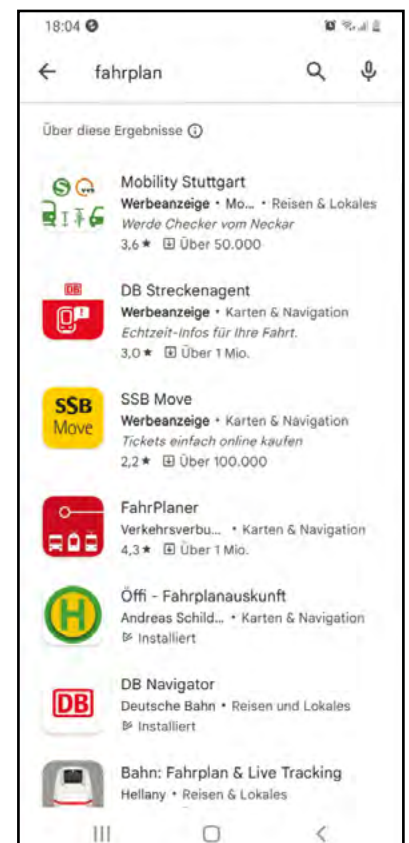 18:04
fahrplan
Über diese Ergebnisse
Mobility Stuttgart
Werbeanzeige • Mo... • Reisen & Lokales
Werde Checker vom Neckar
3,6 ★ Über 50.000
DB
DB Streckenagent
Werbeanzeige • Karten & Navigation
Echtzeit-Infos für Ihre Fahrt.
3,0 ★ Über 1 Mio.
SSB
Move
SSB Move
Werbeanzeige • Karten & Navigation
Tickets einfach online kaufen
2,2 ★ Über 100.000
FahrPlaner
Verkehrsverbu... • Karten & Navigation
4,3 ★ Über 1 Mio.
H
Öffi - Fahrplanauskunft
Andreas Schild... • Karten & Navigation
Installiert
DB
DB Navigator
Deutsche Bahn • Reisen und Lokales
Installiert
Bahn: Fahrplan & Live Tracking
Hellany • Reisen & Lokales